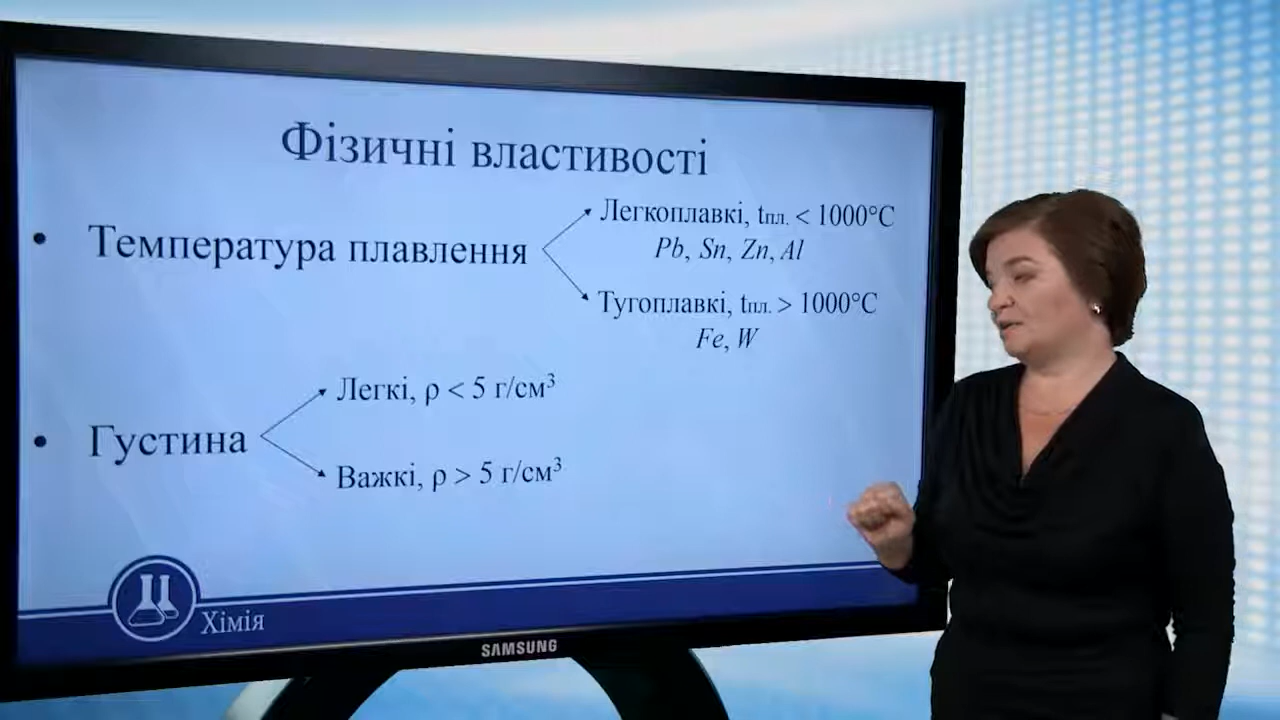 Фізичні властивості
• Температура плавлення
Легкоплавкі, tпл. < 1000°C
Pb, Sn, Zn, Al
Тугоплавкі, tпл. > 1000°C
Fe, W
• Густина
Легкі, ρ < 5 г/см³
Важкі, ρ > 5 г/см³
Хімія
SAMSUNG